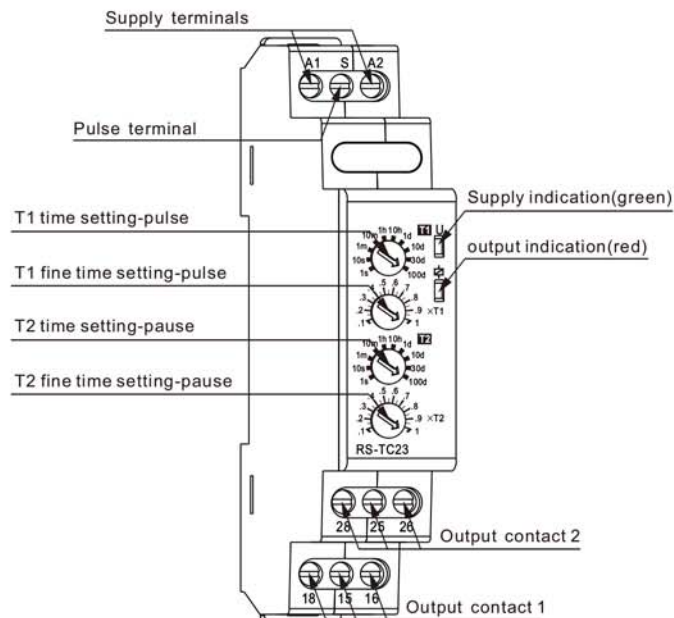 Supply terminals
A1 S A2
Pulse terminal
Supply indication(green)
T1 U
output indication(red)
T1 time setting-pulse
1s 10s 1m 10m 1h 10h 1d 10d 30d 100d
T1 fine time setting-pulse
.1 .2 .3 .4 .5 .6 .7 .8 .9 1 ×T1
T2 time setting-pause
T2
1s 10s 1m 10m 1h 10h 1d 10d 30d 100d
T2 fine time setting-pause
.1 .2 .3 .4 .5 .6 .7 .8 .9 1 ×T2
RS-TC23
28 25 26
Output contact 2
18 15 16
Output contact 1